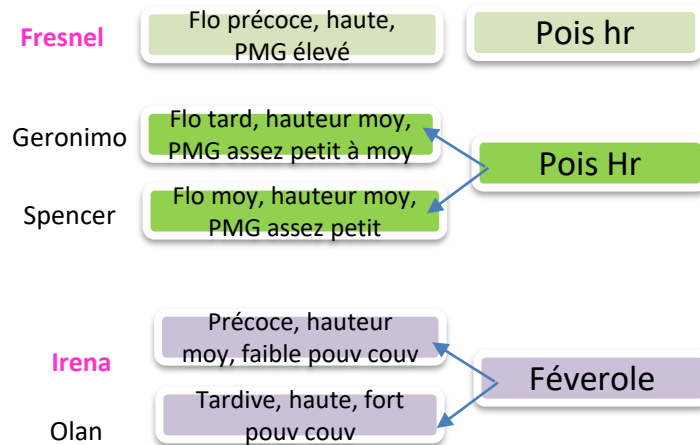 Fresnel
Flo précoce, haute,
PMG élevé
Pois hr
Geronimo
Flo tard, hauteur moy,
PMG assez petit à moy
Pois Hr
Spencer
Flo moy, hauteur moy,
PMG assez petit
Irena
Précoce, hauteur
moy, faible pouv couv
Féverole
Olan
Tardive, haute, fort
pouv couv